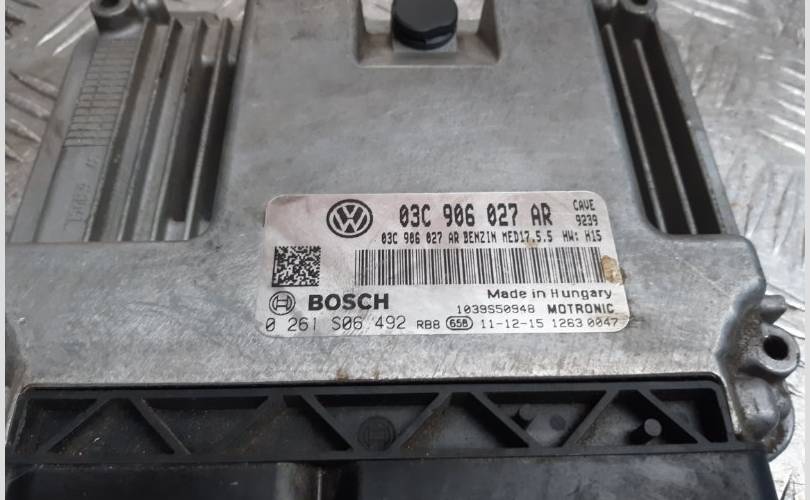 03C 906 027 AR CAVE 9239
03C 906 027 AR BENZIN MED17.5.5 HW: H15
Made in Hungary
BOSCH 1039S50948 MOTRONIC
0 261 S06 492 RB8 658 11-12-15 1263 0047